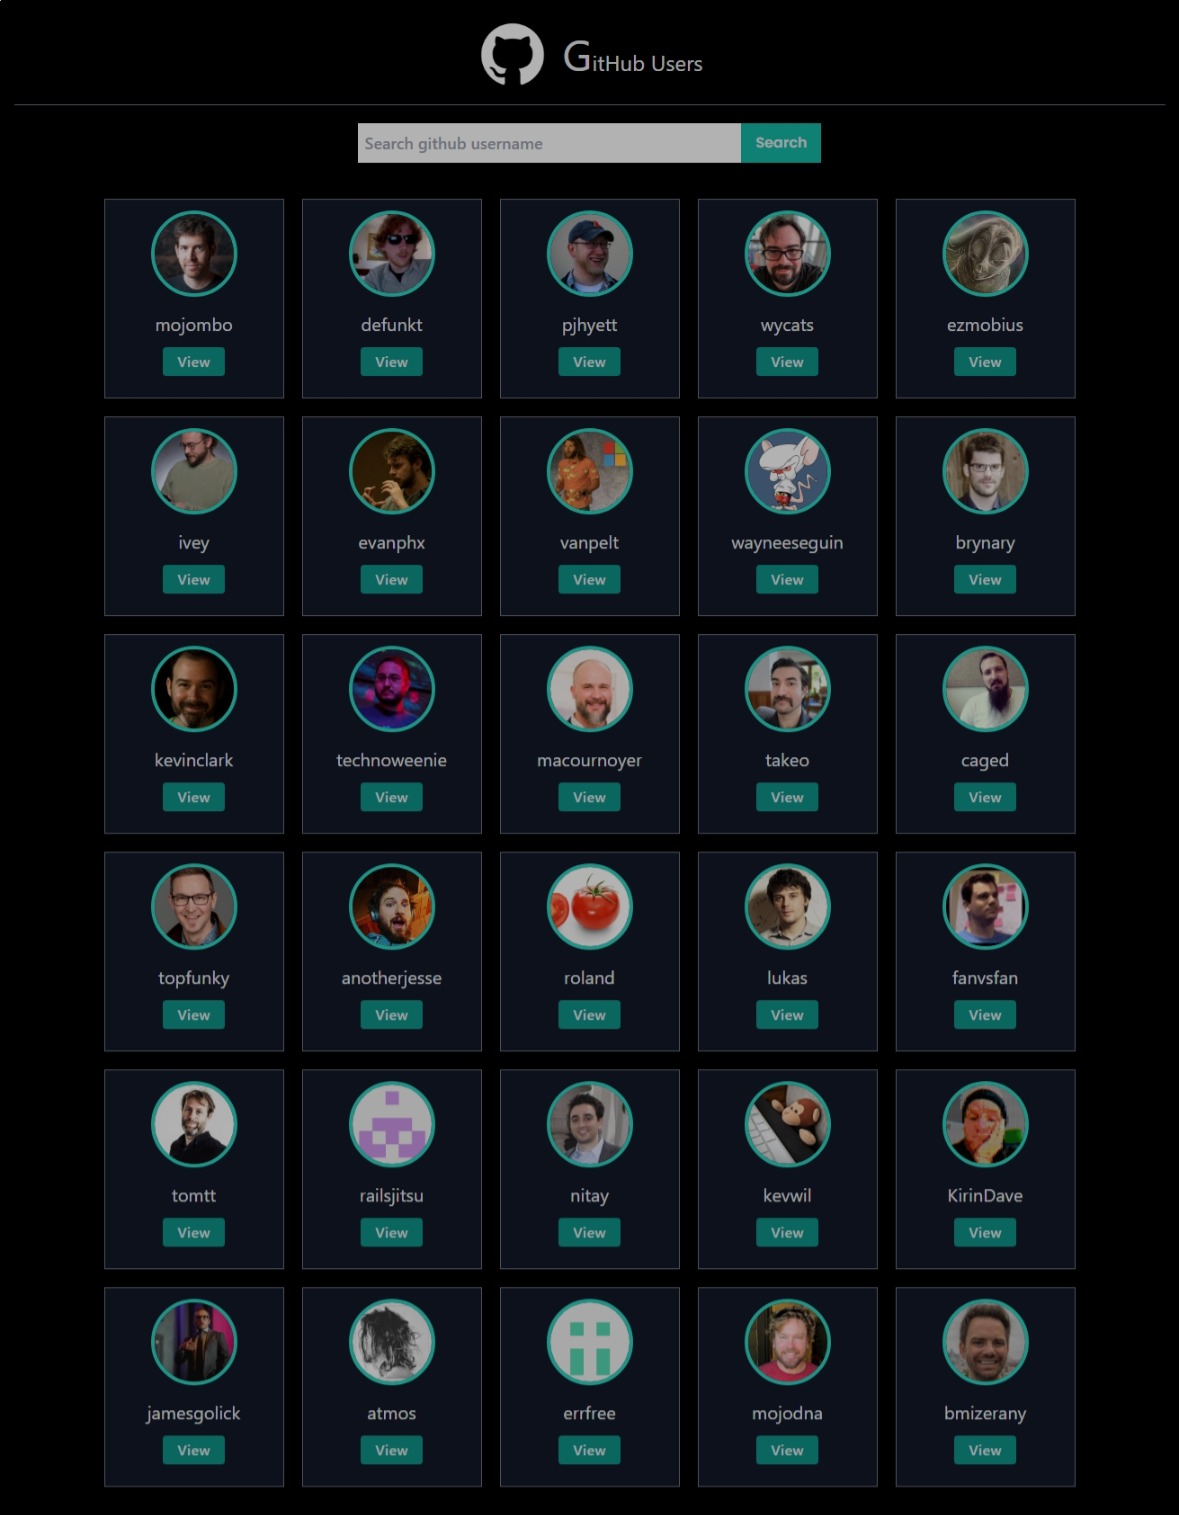 GitHub Users
Search github username Search
mojombo defunkt pjhyett wycats ezmobius
View View View View View
ivey evanphx vanpelt wayneeseguin brynary
View View View View View
kevinclark technoweenie macournoyer takeo caged
View View View View View
topfunky anotherjesse roland lukas fanvsfan
View View View View View
tomtt railsjitsu nitay kevwil KirinDave
View View View View View
jamesgolick atmos errfree mojodna bmizerany
View View View View View